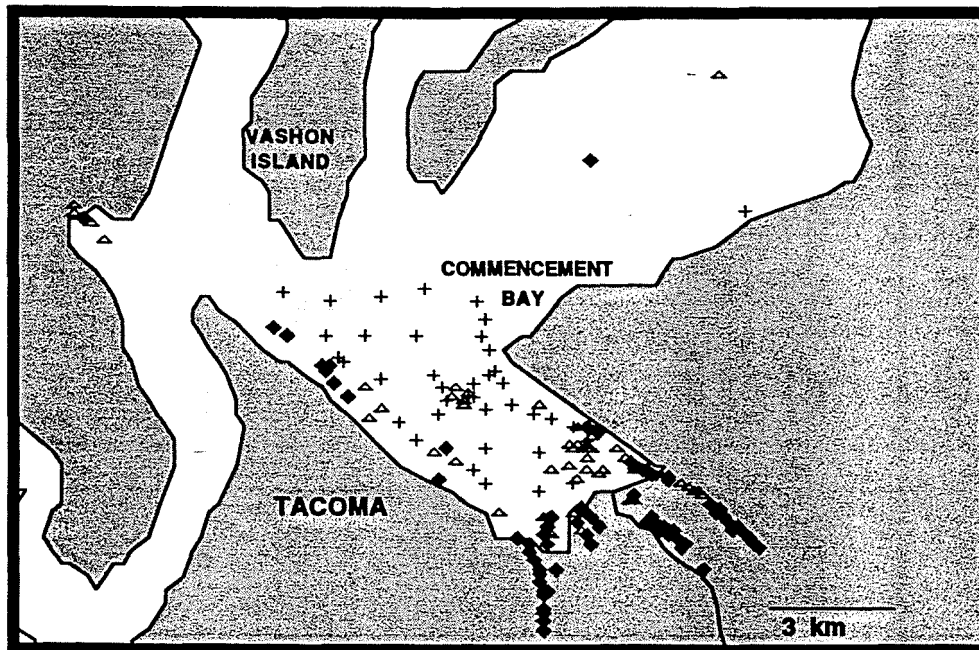 VASHON
ISLAND
COMMENCEMENT
BAY
TACOMA
3 km